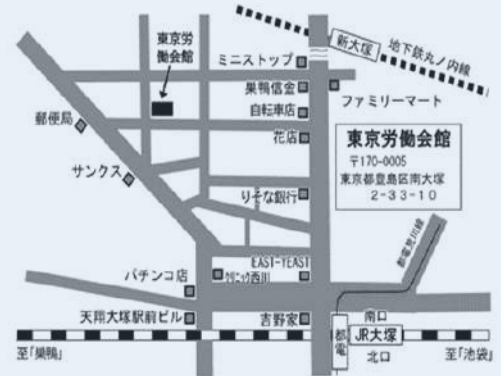 東京労
働会館
ミニストップ
新大塚
地下鉄丸ノ内線
巣鴨信金
ファミリーマート
自転車店
郵便局
花店
東京労働会館
〒170-0005
東京都豊島区南大塚
2-33-10
サンクス
りそな銀行
都電荒川線
EAST-YEAST
パチンコ店
クリニック西川
天翔大塚駅前ビル
吉野家
南口
都電
JR大塚
至「巣鴨」
北口
至「池袋」